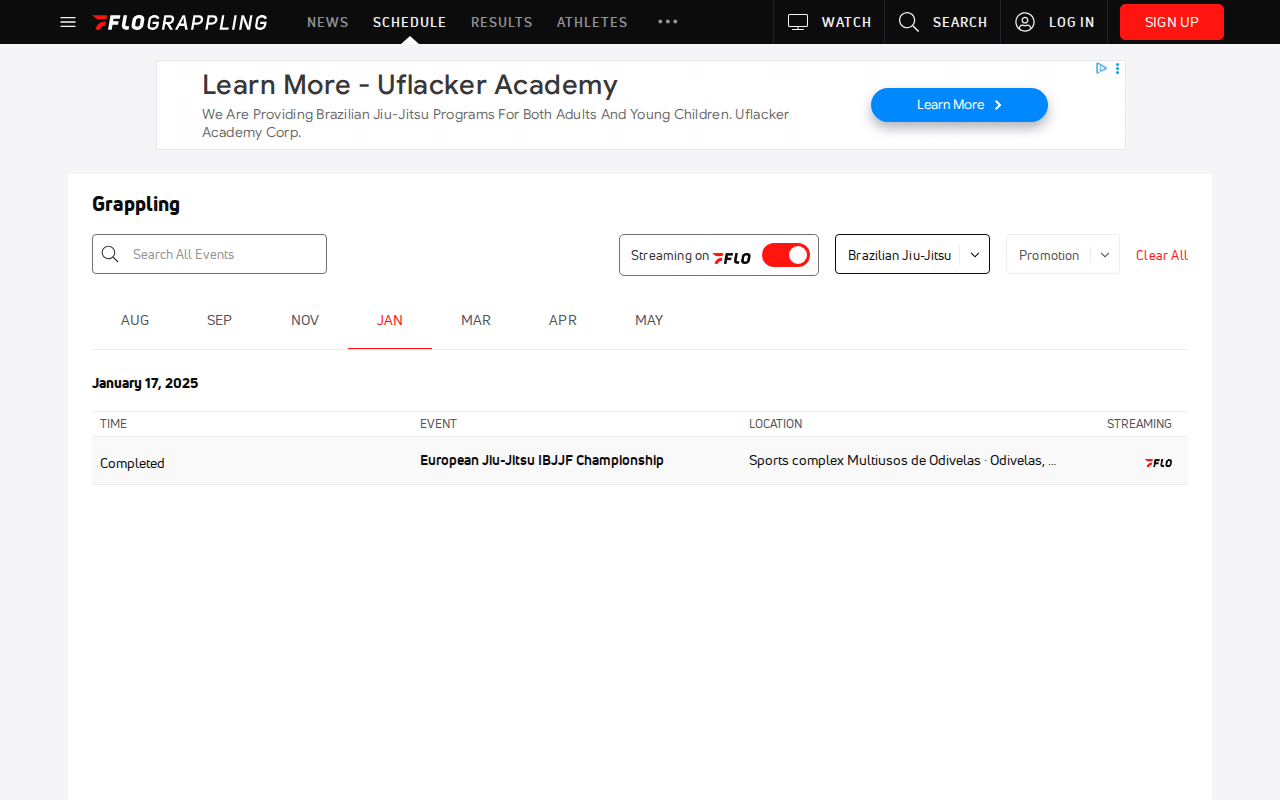 FLOGRAPPLING NEWS SCHEDULE RESULTS ATHLETES WATCH SEARCH LOG IN SIGN UP
Learn More - Uflacker Academy
We Are Providing Brazilian Jiu-Jitsu Programs For Both Adults And Young Children. Uflacker
Academy Corp.
Learn More
Grappling
Search All Events Streaming on FLO Brazilian Jiu-Jitsu Promotion Clear All
AUG SEP NOV JAN MAR APR MAY
January 17, 2025
TIME EVENT LOCATION STREAMING
Completed European Jiu-Jitsu IBJJF Championship Sports complex Multiusos de Odivelas · Odivelas, ... FLO